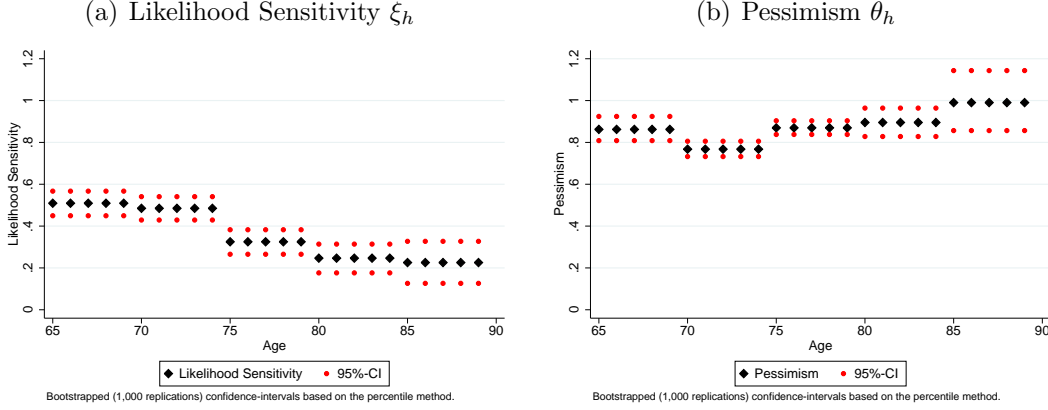 (a) Likelihood Sensitivity ξ_h
Likelihood Sensitivity
1.2
1
.8
.6
.4
.2
0
65 70 75 80 85 90
Age
Likelihood Sensitivity 95%-CI
Bootstrapped (1,000 replications) confidence-intervals based on the percentile method.
(b) Pessimism θ_h
Pessimism
1.2
1
.8
.6
.4
.2
0
65 70 75 80 85 90
Age
Pessimism 95%-CI
Bootstrapped (1,000 replications) confidence-intervals based on the percentile method.